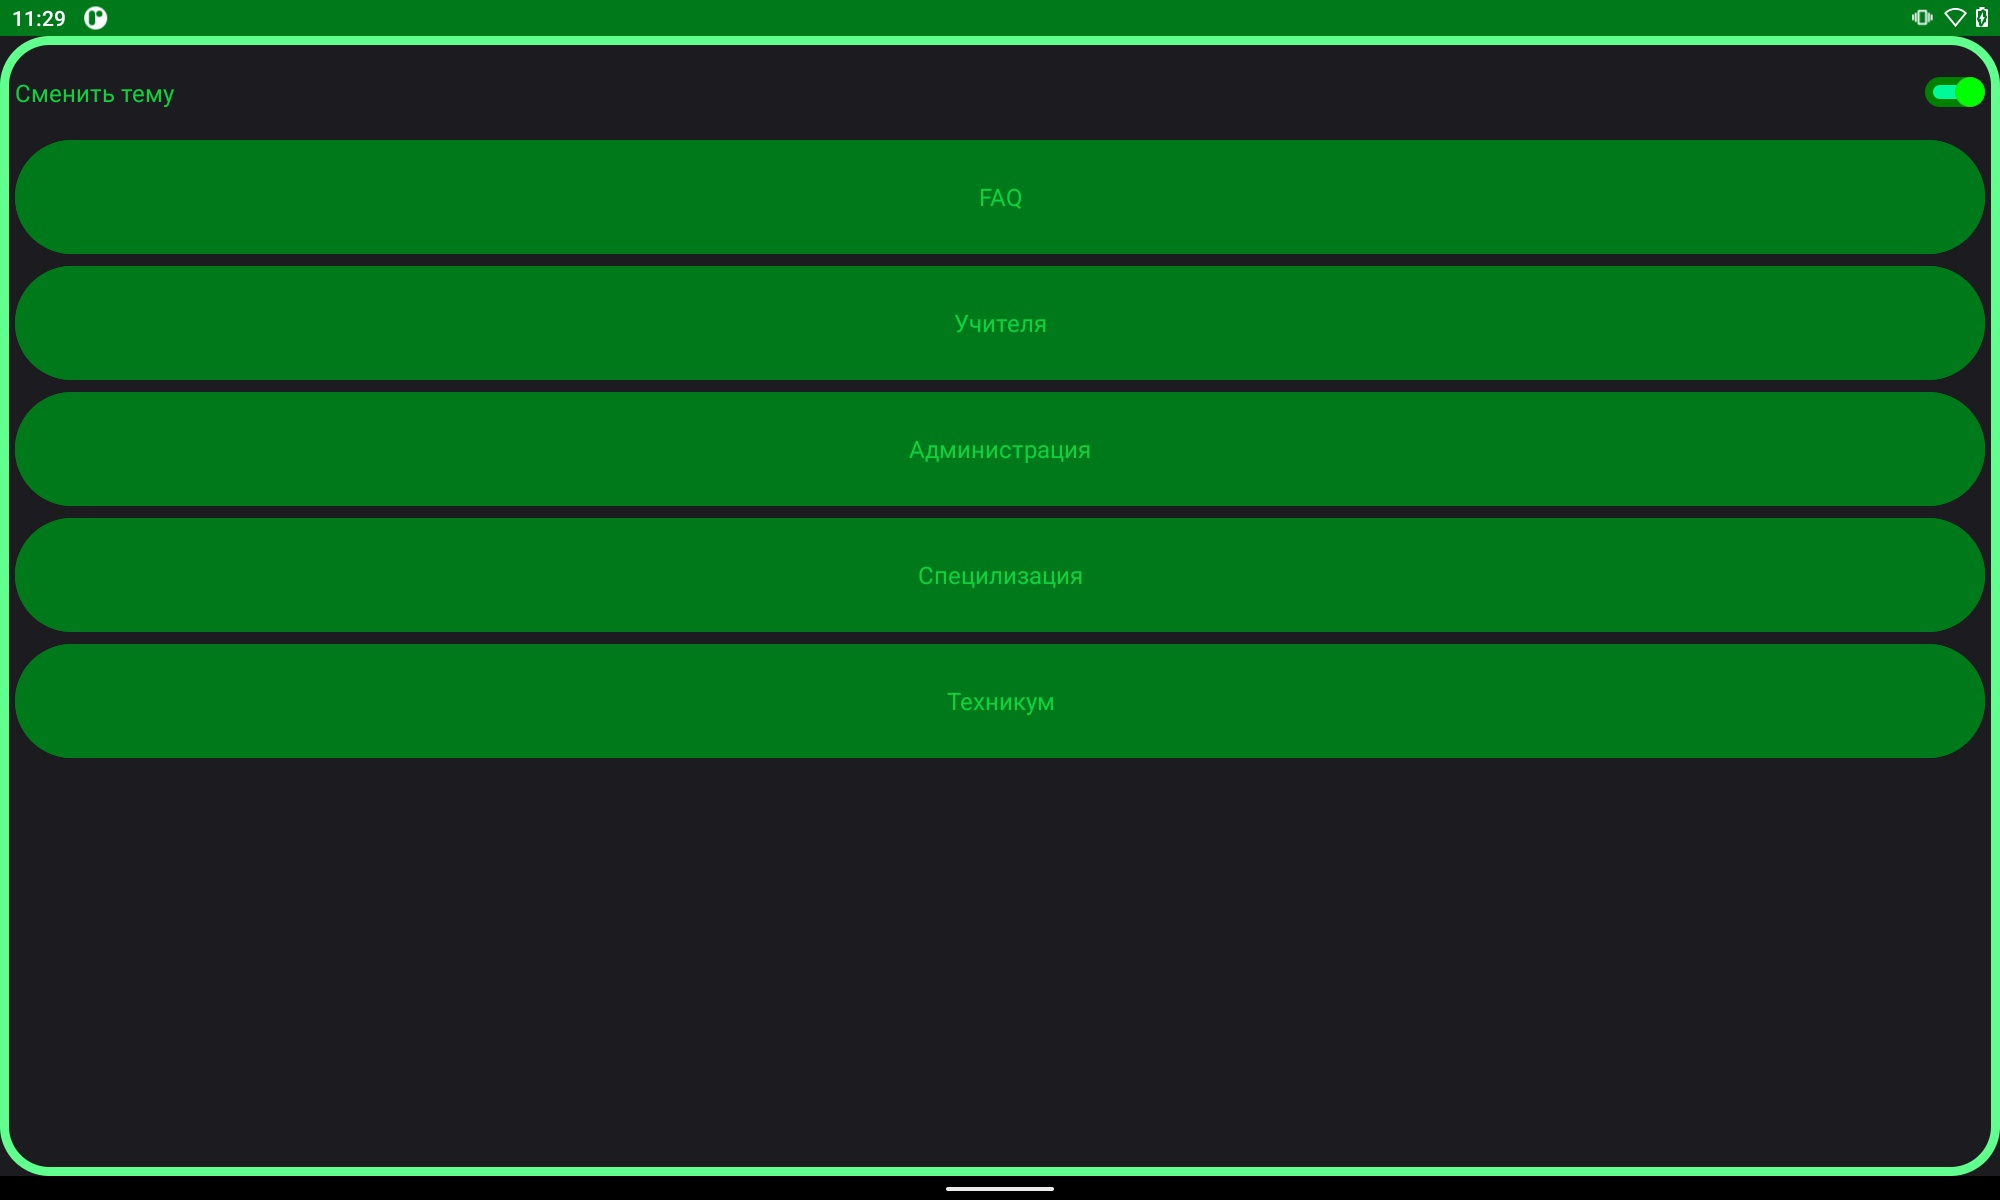 11:29
Сменить тему
FAQ
Учителя
Администрация
Специлизация
Техникум